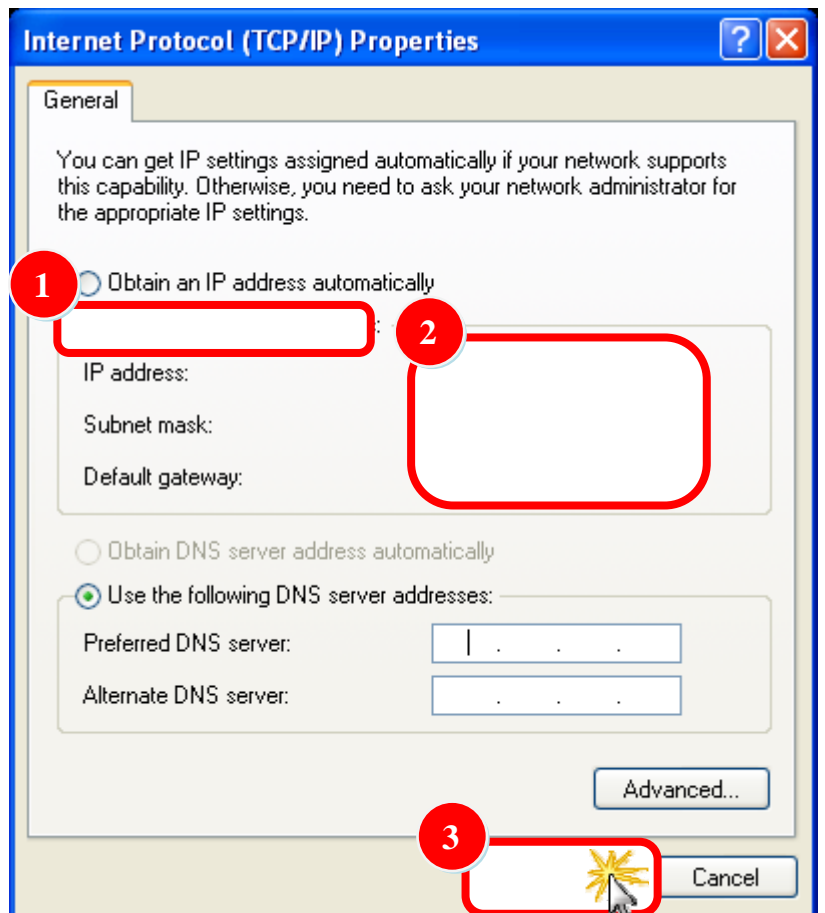 Internet Protocol (TCP/IP) Properties
General
You can get IP settings assigned automatically if your network supports
this capability. Otherwise, you need to ask your network administrator for
the appropriate IP settings.
1
Obtain an IP address automatically
:
2
IP address:
Subnet mask:
Default gateway:
Obtain DNS server address automatically
Use the following DNS server addresses:
Preferred DNS server:
. . .
Alternate DNS server:
. . .
Advanced...
3
Cancel